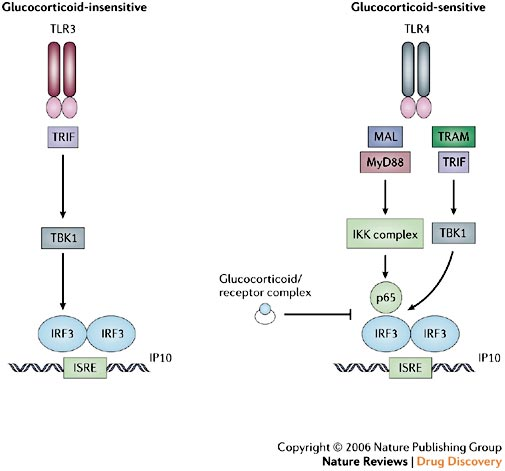 Glucocorticoid-insensitive
TLR3
TRIF
TBK1
IRF3 IRF3
ISRE
IP10
Glucocorticoid-sensitive
TLR4
MAL
MyD88
TRAM
TRIF
IKK complex
TBK1
Glucocorticoid/
receptor complex
p65
IRF3 IRF3
ISRE
IP10
Copyright © 2006 Nature Publishing Group
Nature Reviews | Drug Discovery